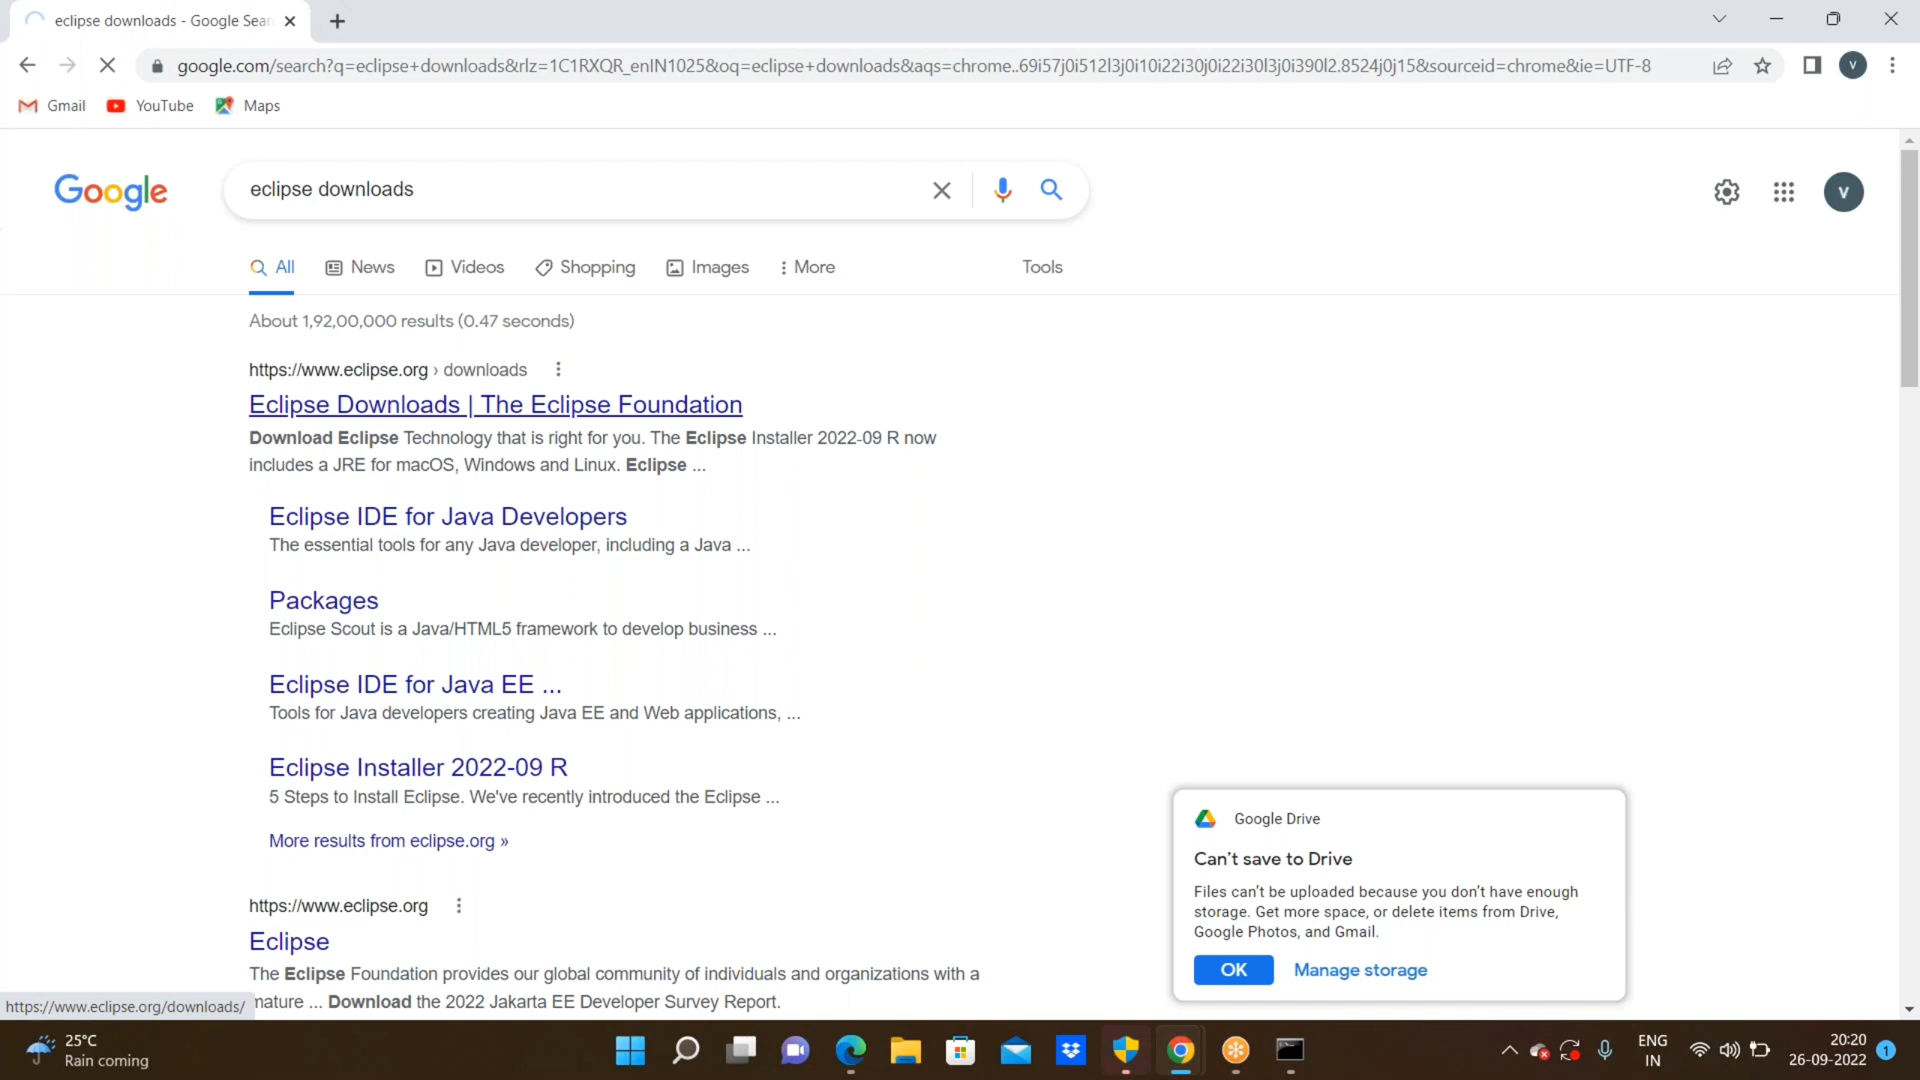 eclipse downloads - Google Sear
google.com/search?q=eclipse+downloads&rlz=1C1RXQR_enIN1025&oq=eclipse+downloads&aqs=chrome..69i57j0i512l3j0i10i22i30j0i22i30l3j0i390l2.8524j0j15&sourceid=chrome&ie=UTF-8
V
Gmail
YouTube
Maps
Google
eclipse downloads
V
All
News
Videos
Shopping
Images
More
Tools
About 1,92,00,000 results (0.47 seconds)
https://www.eclipse.org › downloads
Eclipse Downloads | The Eclipse Foundation
Download Eclipse Technology that is right for you. The Eclipse Installer 2022-09 R now
includes a JRE for macOS, Windows and Linux. Eclipse ...
Eclipse IDE for Java Developers
The essential tools for any Java developer, including a Java ...
Packages
Eclipse Scout is a Java/HTML5 framework to develop business ...
Eclipse IDE for Java EE ...
Tools for Java developers creating Java EE and Web applications, ...
Eclipse Installer 2022-09 R
5 Steps to Install Eclipse. We've recently introduced the Eclipse ...
More results from eclipse.org »
https://www.eclipse.org
Eclipse
The Eclipse Foundation provides our global community of individuals and organizations with a
mature ... Download the 2022 Jakarta EE Developer Survey Report.
https://www.eclipse.org/downloads/
Google Drive
Can't save to Drive
Files can't be uploaded because you don't have enough
storage. Get more space, or delete items from Drive,
Google Photos, and Gmail.
OK
Manage storage
25°C
Rain coming
ENG
IN
20:20
26-09-2022
1